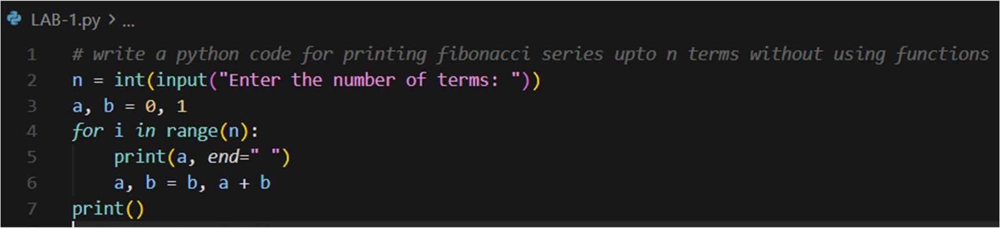 LAB-1.py > ...
1 # write a python code for printing fibonacci series upto n terms without using functions
2 n = int(input("Enter the number of terms: "))
3 a, b = 0, 1
4 for i in range(n):
5     print(a, end=" ")
6     a, b = b, a + b
7 print()